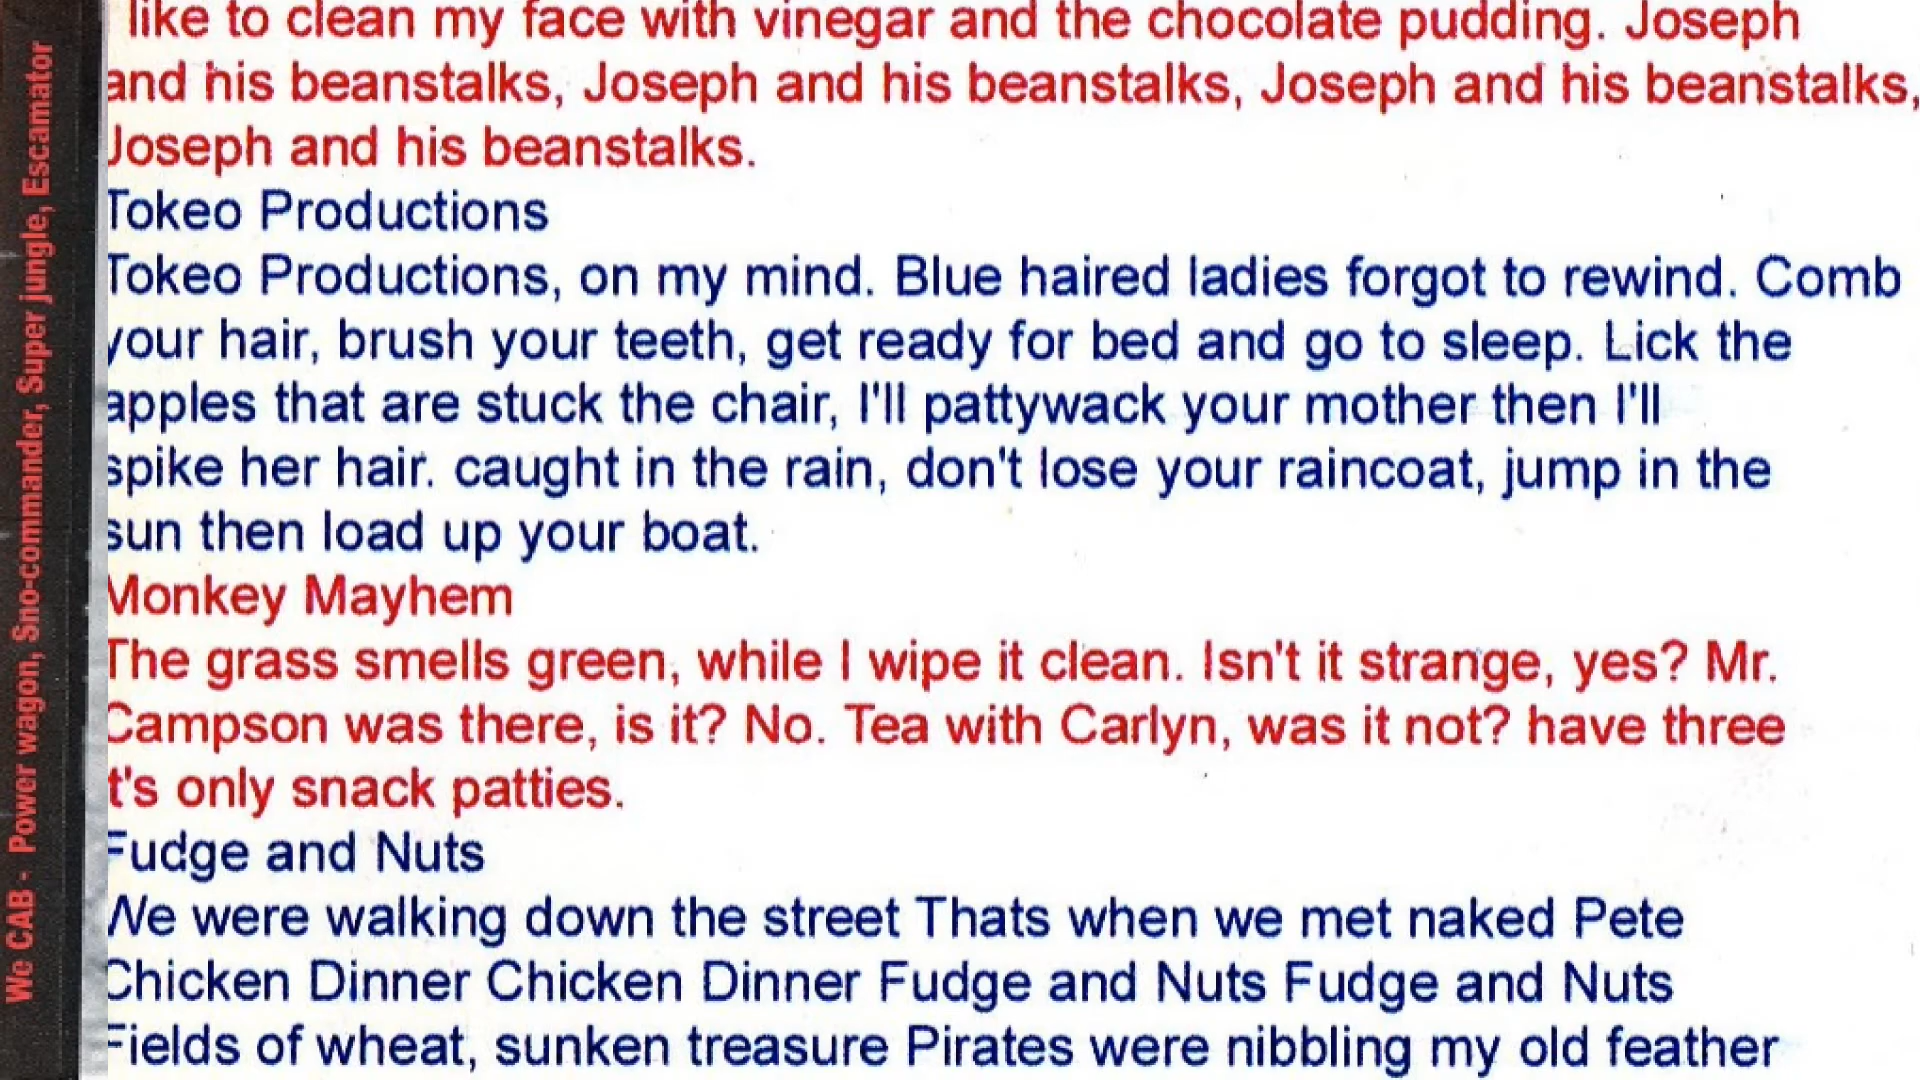 We CAB - Power wagon, Sno-commander, Super jungle, Escamator
like to clean my face with vinegar and the chocolate pudding. Joseph
and his beanstalks, Joseph and his beanstalks, Joseph and his beanstalks,
Joseph and his beanstalks.
Tokeo Productions
Tokeo Productions, on my mind. Blue haired ladies forgot to rewind. Comb
your hair, brush your teeth, get ready for bed and go to sleep. Lick the
apples that are stuck the chair, I'll pattywack your mother then I'll
spike her hair. caught in the rain, don't lose your raincoat, jump in the
sun then load up your boat.
Monkey Mayhem
The grass smells green, while I wipe it clean. Isn't it strange, yes? Mr.
Campson was there, is it? No. Tea with Carlyn, was it not? have three
t's only snack patties.
Fudge and Nuts
We were walking down the street Thats when we met naked Pete
Chicken Dinner Chicken Dinner Fudge and Nuts Fudge and Nuts
Fields of wheat, sunken treasure Pirates were nibbling my old feather